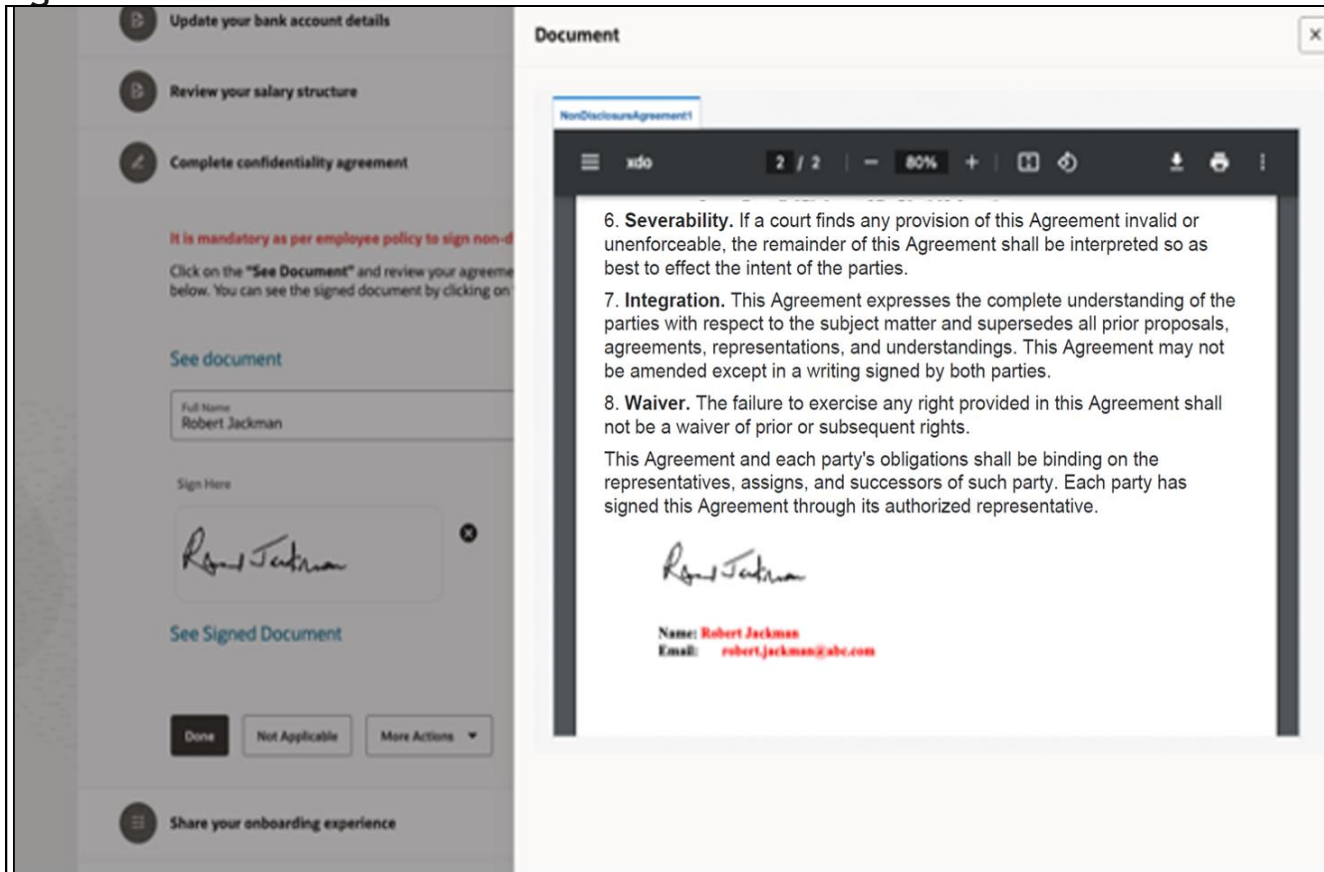 Update your bank account details
Review your salary structure
Complete confidentiality agreement
It is mandatory as per employee policy to sign non-d
Click on the "See Document" and review your agreeme
below. You can see the signed document by clicking on
See document
Full Name
Robert Jackman
Sign Here
See Signed Document
Done
Not Applicable
More Actions
Share your onboarding experience
Document
NonDisclosureAgreement1
xdo
2 / 2
80%
6. Severability. If a court finds any provision of this Agreement invalid or
unenforceable, the remainder of this Agreement shall be interpreted so as
best to effect the intent of the parties.
7. Integration. This Agreement expresses the complete understanding of the
parties with respect to the subject matter and supersedes all prior proposals,
agreements, representations, and understandings. This Agreement may not
be amended except in a writing signed by both parties.
8. Waiver. The failure to exercise any right provided in this Agreement shall
not be a waiver of prior or subsequent rights.
This Agreement and each party's obligations shall be binding on the
representatives, assigns, and successors of such party. Each party has
signed this Agreement through its authorized representative.
Name: Robert Jackman
Email: robert.jackman@abc.com